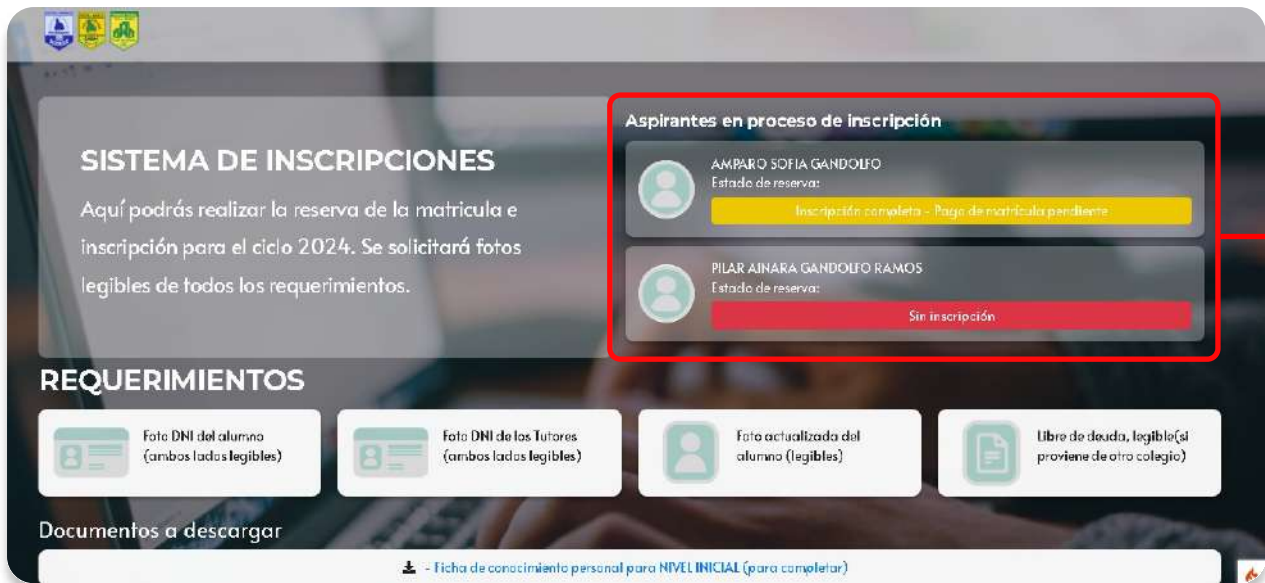 SISTEMA DE INSCRIPCIONES
Aquí podrás realizar la reserva de la matricula e
inscripción para el ciclo 2024. Se solicitará fotos
legibles de todos los requerimientos.
Aspirantes en proceso de inscripción
AMPARO SOFIA GANDOLFO
Estado de reserva:
Inscripción completa - Pago de matrícula pendiente
PILAR AINARA GANDOLFO RAMOS
Estado de reserva:
Sin inscripción
REQUERIMIENTOS
Foto DNI del alumno
(ambos lados legibles)
Foto DNI de los Tutores
(ambos lados legibles)
Foto actualizada del
alumno (legibles)
Libre de deuda, legible(si
proviene de otro colegio)
Documentos a descargar
- Ficha de conocimiento personal para NIVEL INICIAL (para completar)